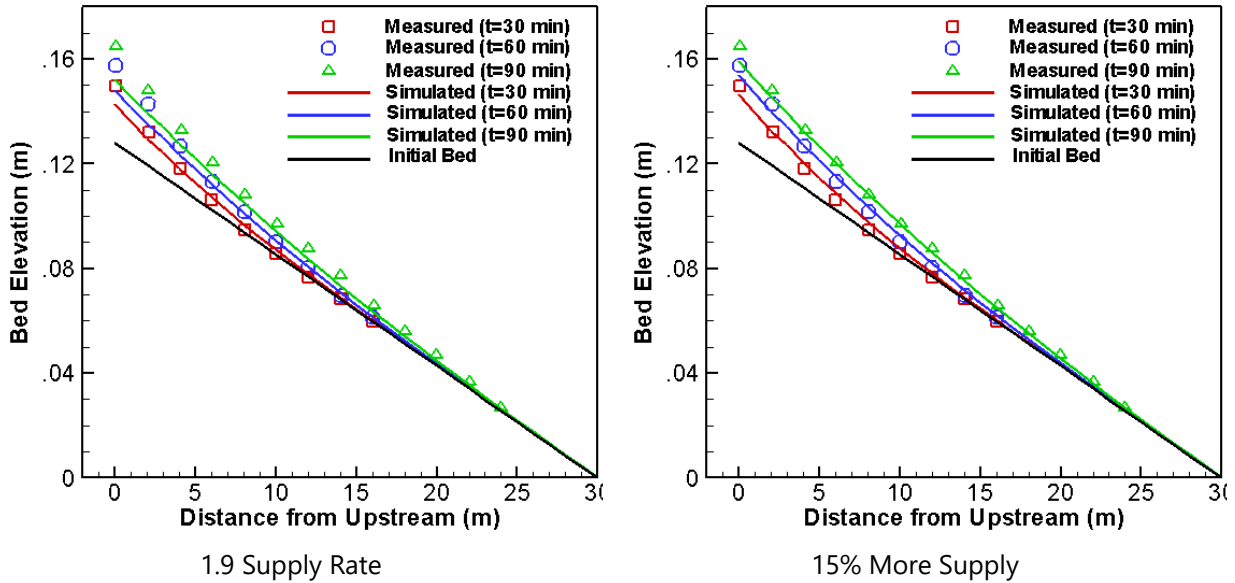 Measured (t=30 min)
Measured (t=60 min)
Measured (t=90 min)
Simulated (t=30 min)
Simulated (t=60 min)
Simulated (t=90 min)
Initial Bed
.16
.12
.08
.04
0
Bed Elevation (m)
0 5 10 15 20 25 30
Distance from Upstream (m)
1.9 Supply Rate
Measured (t=30 min)
Measured (t=60 min)
Measured (t=90 min)
Simulated (t=30 min)
Simulated (t=60 min)
Simulated (t=90 min)
Initial Bed
.16
.12
.08
.04
0
Bed Elevation (m)
0 5 10 15 20 25 30
Distance from Upstream (m)
15% More Supply